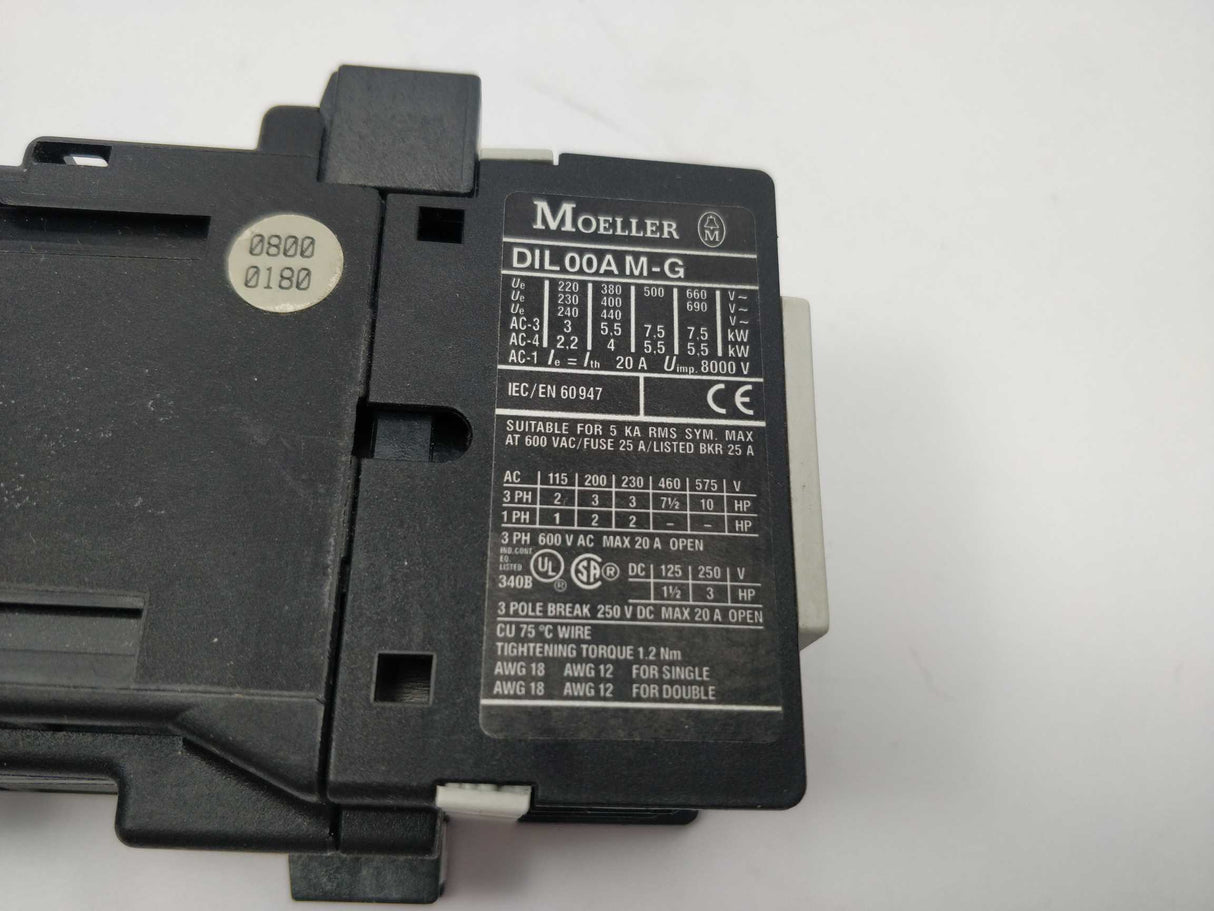 0800
0180
MOELLER M
DIL00AM-G
Ue 220 380 500 660 V~
Ue 230 400 690 V~
Ue 240 440 V~
AC-3 3 5,5 7,5 7,5 kW
AC-4 2,2 4 5,5 5,5 kW
AC-1 Ie = Ith 20 A Uimp. 8000 V
IEC/EN 60947 CE
SUITABLE FOR 5 KA RMS SYM. MAX
AT 600 VAC/FUSE 25 A/LISTED BKR 25 A
AC 115 200 230 460 575 V
3 PH 2 3 3 7½ 10 HP
1 PH 1 2 2 – – HP
3 PH 600 V AC MAX 20 A OPEN
IND.CONT
EQ.
LISTED
340B
UL ® SA ®
DC 125 250 V
1½ 3 HP
3 POLE BREAK 250 V DC MAX 20 A OPEN
CU 75 °C WIRE
TIGHTENING TORQUE 1.2 Nm
AWG 18 AWG 12 FOR SINGLE
AWG 18 AWG 12 FOR DOUBLE